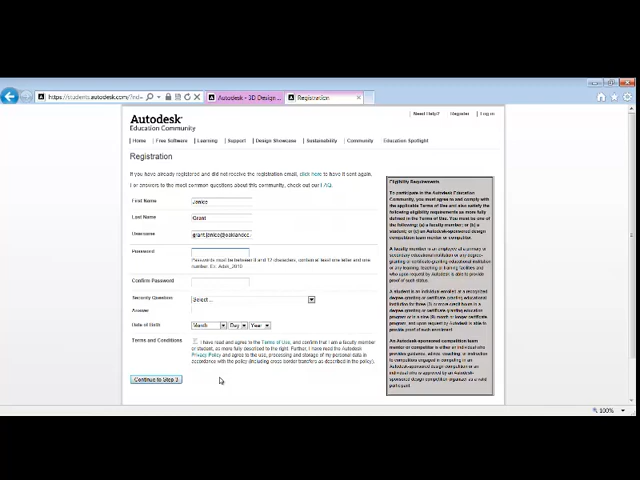 https://students.autodesk.com/?nd=
Autodesk - 3D Design...
Registration
Autodesk
Education Community
Need Help?
Register
Log in
Home
Free Software
Learning
Support
Design Showcase
Sustainability
Community
Education Spotlight
Registration
If you have already registered and did not receive the registration email, click here to have it sent again.
For answers to the most common questions about this community, check out our FAQ.
First Name
Janice
Last Name
Grant
Username
grant.janice@oaklandcc.
Password
Passwords must be between 8 and 12 characters, contain at least one letter and one
number. Ex: Adsk_2010.
Confirm Password
Security Question
Select...
Answer
Date of Birth
Month
Day
Year
Terms and Conditions
I have read and agree to the Terms of Use, and confirm that I am a faculty member
or student, as more fully described to the right. Further, I have read the Autodesk
Privacy Policy and agree to the use, processing and storage of my personal data in
accordance with the policy (including cross border transfers as described in the policy).
Continue to Step 3
Eligibility Requirements
To participate in the Autodesk Education
Community, you must agree to and comply with
the applicable Terms of Use and also satisfy the
following eligibility requirements as more fully
defined in the Terms of Use. You must be one of
the following: (a) a faculty member; or (b) a
student; or (c) an Autodesk-sponsored design
competition team mentor or competitor.
A faculty member is an employee at a primary or
secondary educational institution or any degree-
granting or certificate granting educational institution
or any learning, teaching or training facilities and
who upon request by Autodesk is able to provide
proof of such status.
A student is an individual enrolled at a recognized
degree-granting or certificate granting educational
institution for three (3) or more credit hours in a
degree-granting or certificate granting program
or in a nine (9) month or longer certificate
program, and upon request by Autodesk is able to
provide proof of enrollment.
An Autodesk-sponsored competition team
mentor or competitor is either an individual who
provides guidance, advice, coaching, or instruction
to competitors engaged in competing in an
Autodesk-sponsored design competition, or an
individual who is approved by an Autodesk-
sponsored design competition organizer as a valid
participant.
100%